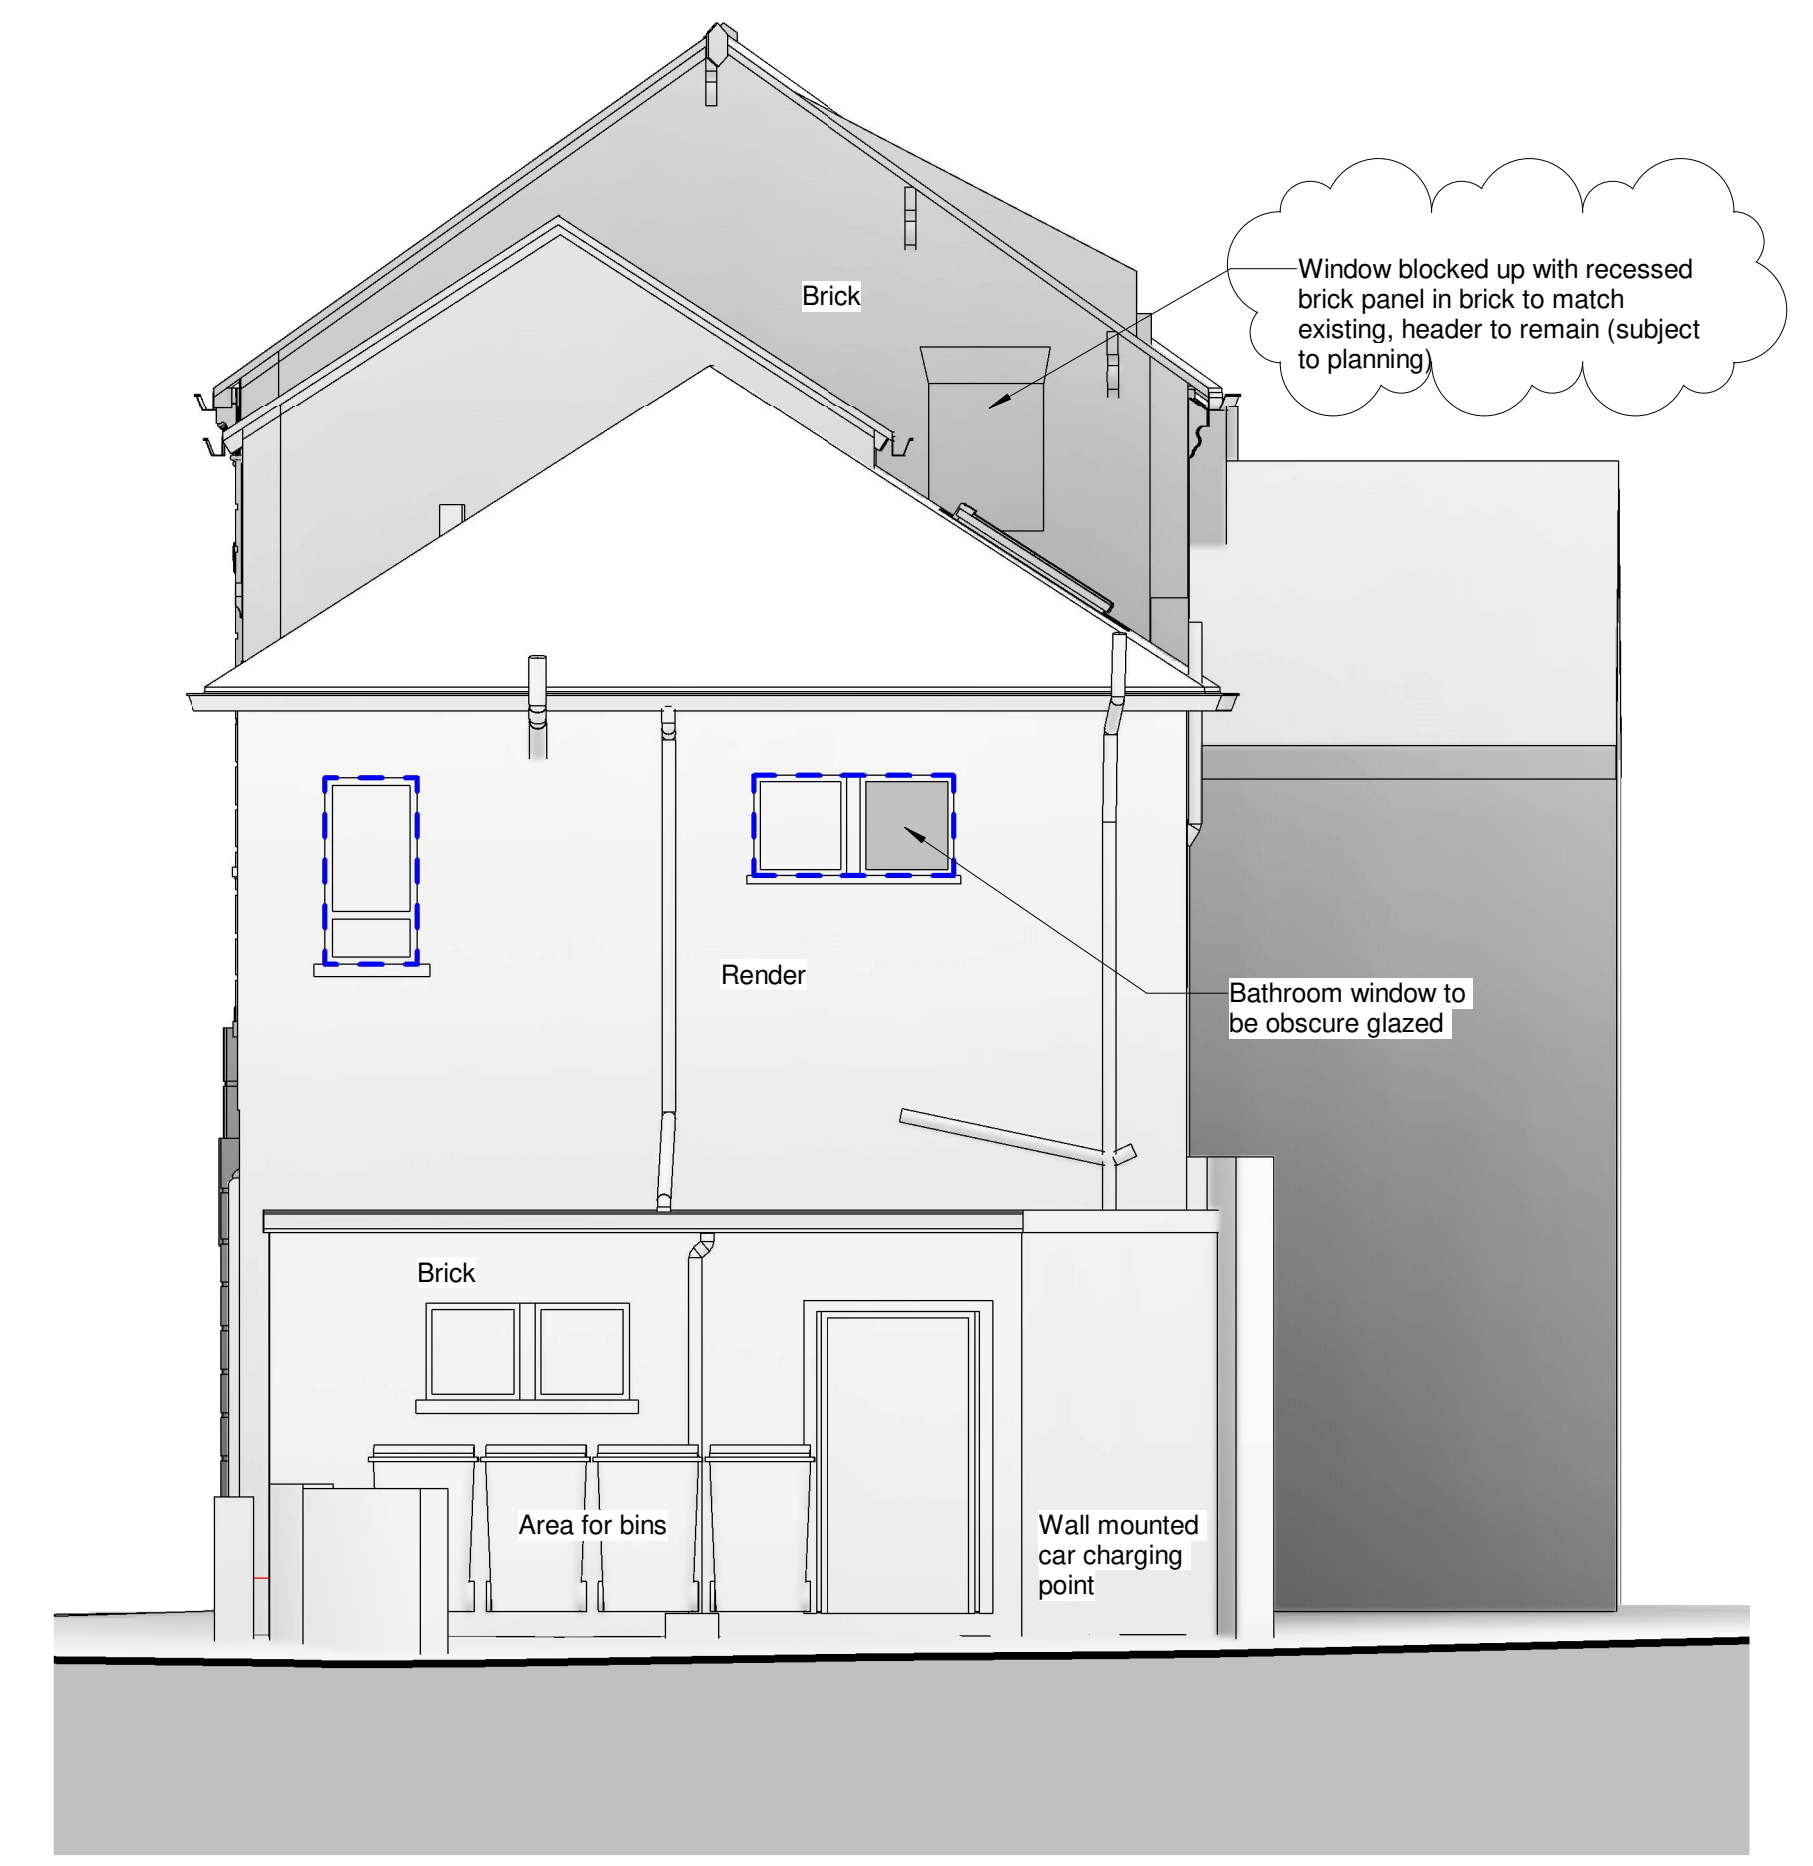 Window blocked up with recessed
brick panel in brick to match
existing, header to remain (subject
to planning)
Brick
Render
Bathroom window to
be obscure glazed
Brick
Area for bins
Wall mounted
car charging
point